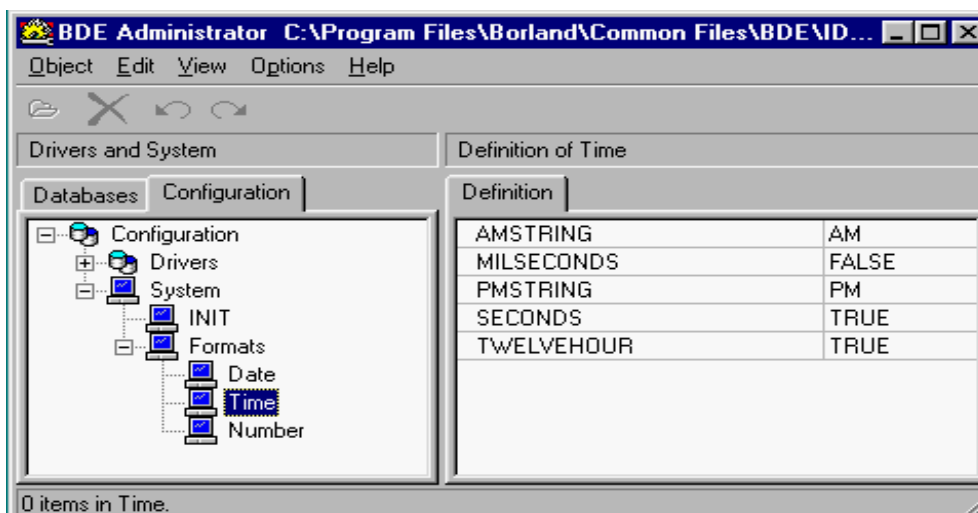 BDE Administrator C:\Program Files\Borland\Common Files\BDE\ID...
Object Edit View Options Help
Drivers and System
Definition of Time
Databases
Configuration
Definition
Configuration
Drivers
System
INIT
Formats
Date
Time
Number
AMSTRING AM
MILSECONDS FALSE
PMSTRING PM
SECONDS TRUE
TWELVEHOUR TRUE
0 items in Time.